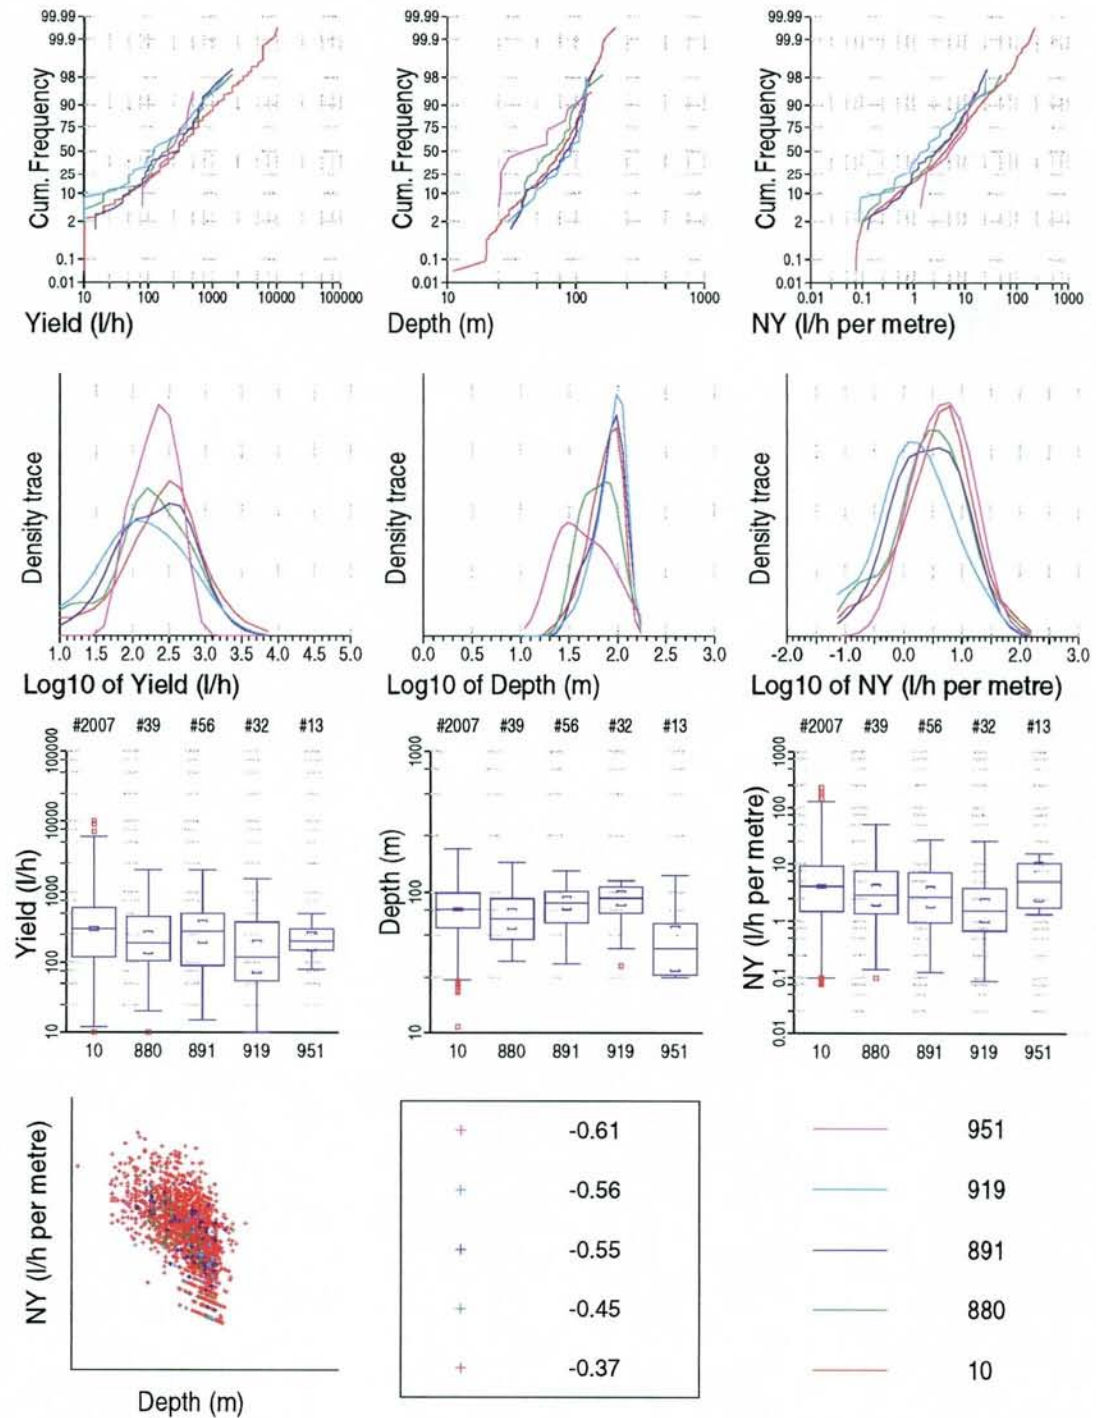 99.99
99.9
98
90
75
50
25
10
2
0.1
0.01
Cum. Frequency
10 100 1000 10000 100000
Yield (l/h)
99.99
99.9
98
90
75
50
25
10
2
0.1
0.01
Cum. Frequency
10 100 1000
Depth (m)
99.99
99.9
98
90
75
50
25
10
2
0.1
0.01
Cum. Frequency
0.01 0.1 1 10 100 1000
NY (l/h per metre)
Density trace
1.0 1.5 2.0 2.5 3.0 3.5 4.0 4.5 5.0
Log10 of Yield (l/h)
Density trace
0.0 0.5 1.0 1.5 2.0 2.5 3.0
Log10 of Depth (m)
Density trace
-2.0 -1.0 0.0 1.0 2.0 3.0
Log10 of NY (l/h per metre)
#2007 #39 #56 #32 #13
100000
10000
1000
100
10
Yield (l/h)
10 880 891 919 951
#2007 #39 #56 #32 #13
1000
100
10
Depth (m)
10 880 891 919 951
#2007 #39 #56 #32 #13
1000
100
10
1
0.1
0.01
NY (l/h per metre)
10 880 891 919 951
NY (l/h per metre)
Depth (m)
-0.61
-0.56
-0.55
-0.45
-0.37
951
919
891
880
10